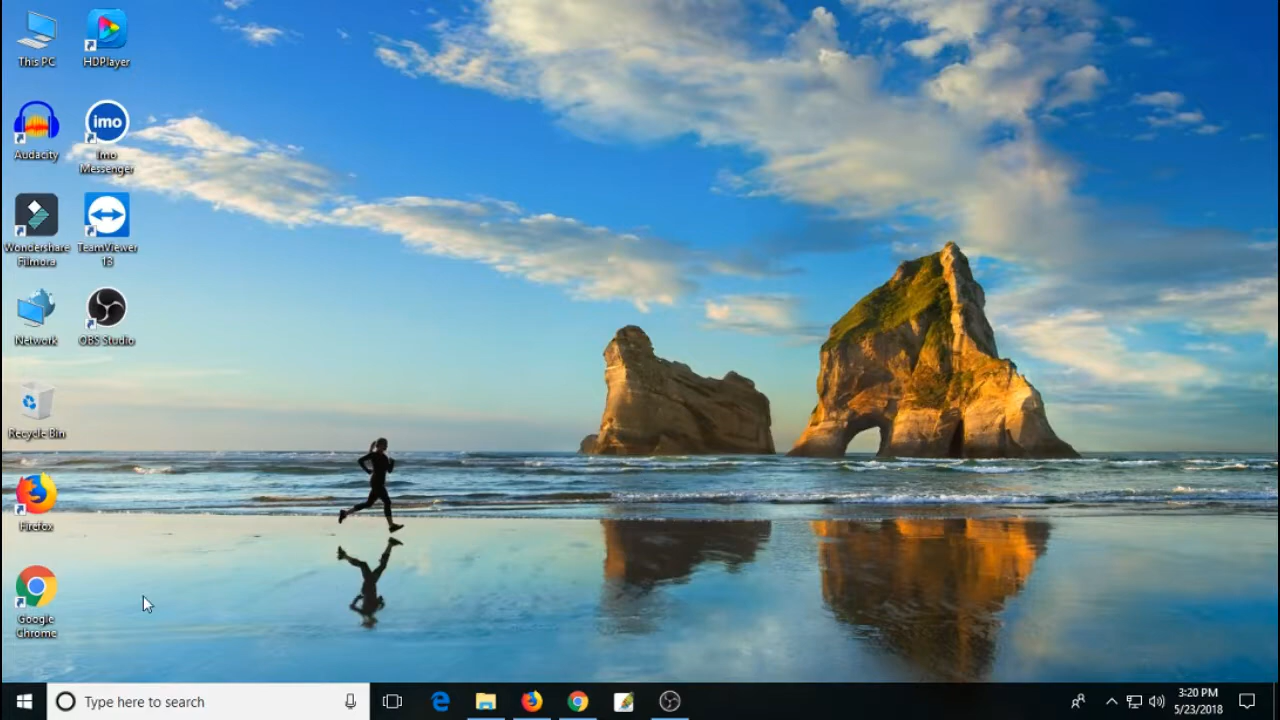 This PC
HDPlayer
Audacity
imo
Imo
Messenger
Wondershare
Filmora
TeamViewer
13
Network
OBS Studio
Recycle Bin
Firefox
Google
Chrome
Type here to search
3:20 PM
5/23/2018